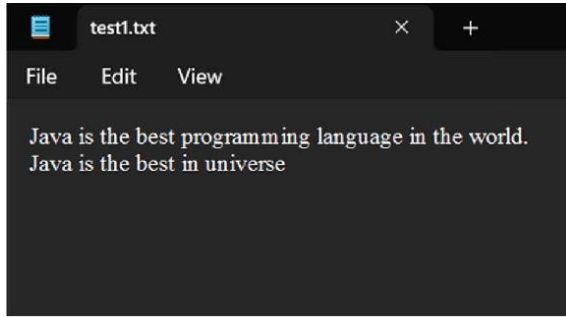 test1.txt
File Edit View
Java is the best programming language in the world.
Java is the best in universe